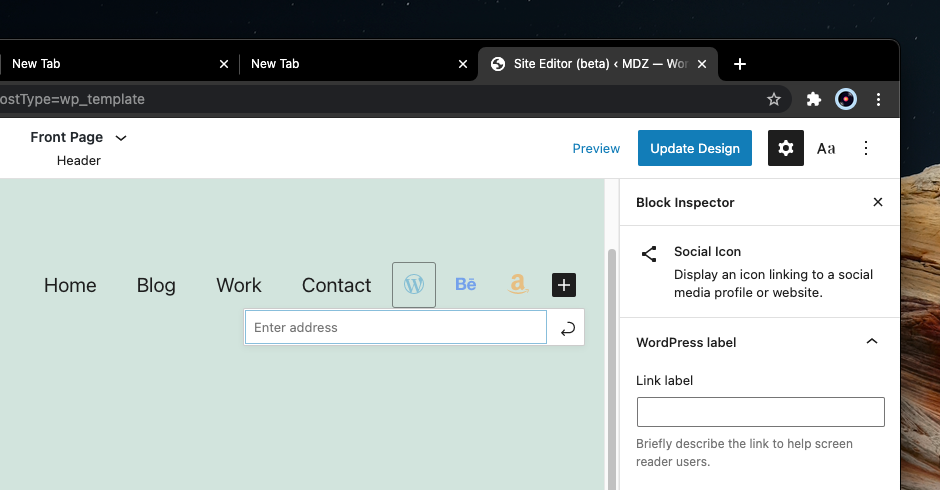 New Tab
New Tab
Site Editor (beta) ‹ MDZ — Wor
ostType=wp_template
Front Page
Header
Preview
Update Design
Aa
Home
Blog
Work
Contact
Bē
a
Enter address
Block Inspector
Social Icon
Display an icon linking to a social
media profile or website.
WordPress label
Link label
Briefly describe the link to help screen
reader users.